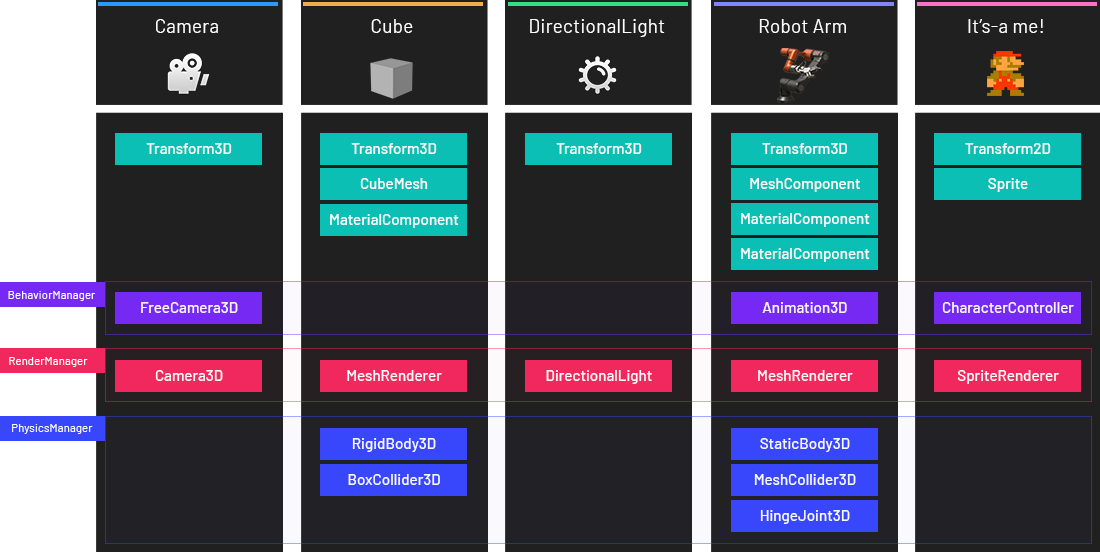 Camera
Cube
DirectionalLight
Robot Arm
It's-a me!
Transform3D
Transform3D
Transform3D
Transform3D
Transform2D
CubeMesh
MeshComponent
Sprite
MaterialComponent
MaterialComponent
MaterialComponent
BehaviorManager
FreeCamera3D
Animation3D
CharacterController
RenderManager
Camera3D
MeshRenderer
DirectionalLight
MeshRenderer
SpriteRenderer
PhysicsManager
RigidBody3D
StaticBody3D
BoxCollider3D
MeshCollider3D
HingeJoint3D